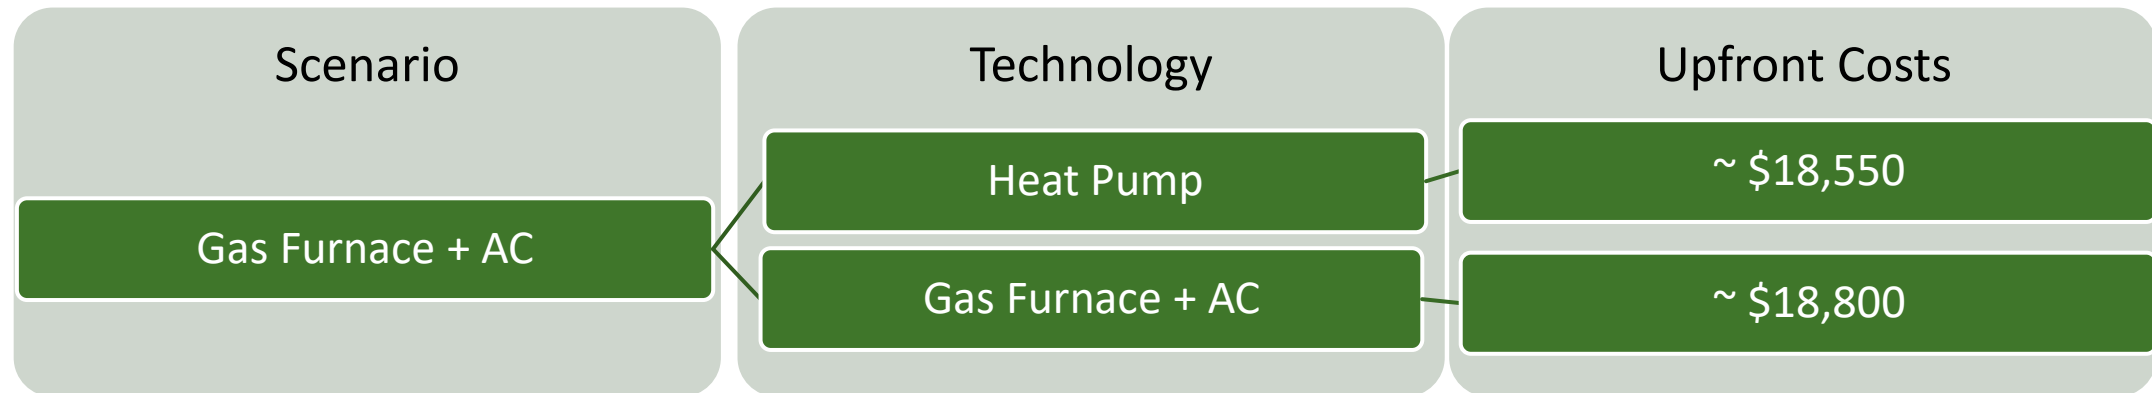 Scenario
Technology
Upfront Costs
Gas Furnace + AC
Heat Pump
~ $18,550
Gas Furnace + AC
~ $18,800